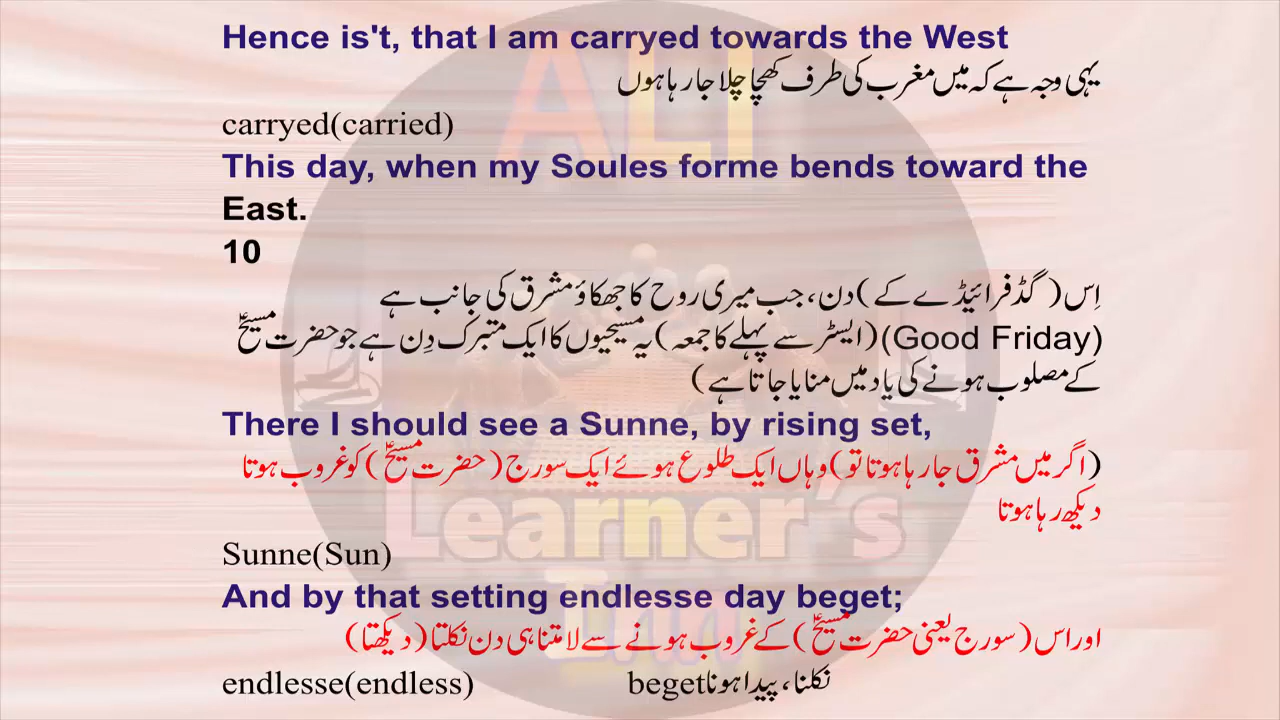 Hence is't, that I am carryed towards the West
یہی وجہ ہے کہ میں مغرب کی طرف کھچا چلا جا رہا ہوں
carryed(carried)
This day, when my Soules forme bends toward the
East.
10
اِس (گڈ فرائیڈے کے) دن، جب میری روح کا جھکاؤ مشرق کی جانب ہے
(Good Friday)(ایسٹر سے پہلے کا جمعہ) یہ مسیحیوں کا ایک متبرک دِن ہے جو حضرت مسیحؑ
کے مصلوب ہونے کی یاد میں منایا جاتا ہے)
There I should see a Sunne, by rising set,
(اگر میں مشرق جا رہا ہوتا تو) وہاں ایک طلوع ہوئے ایک سورج (حضرت مسیحؑ) کو غروب ہوتا
دیکھ رہا ہوتا
Sunne(Sun)
And by that setting endlesse day beget;
اور اس (سورج یعنی حضرت مسیحؑ) کے غروب ہونے سے لامتناہی دن نکلتا (دیکھتا)
endlesse(endless) begetنکلنا، پیدا ہونا
ALI
Learner's
Inn